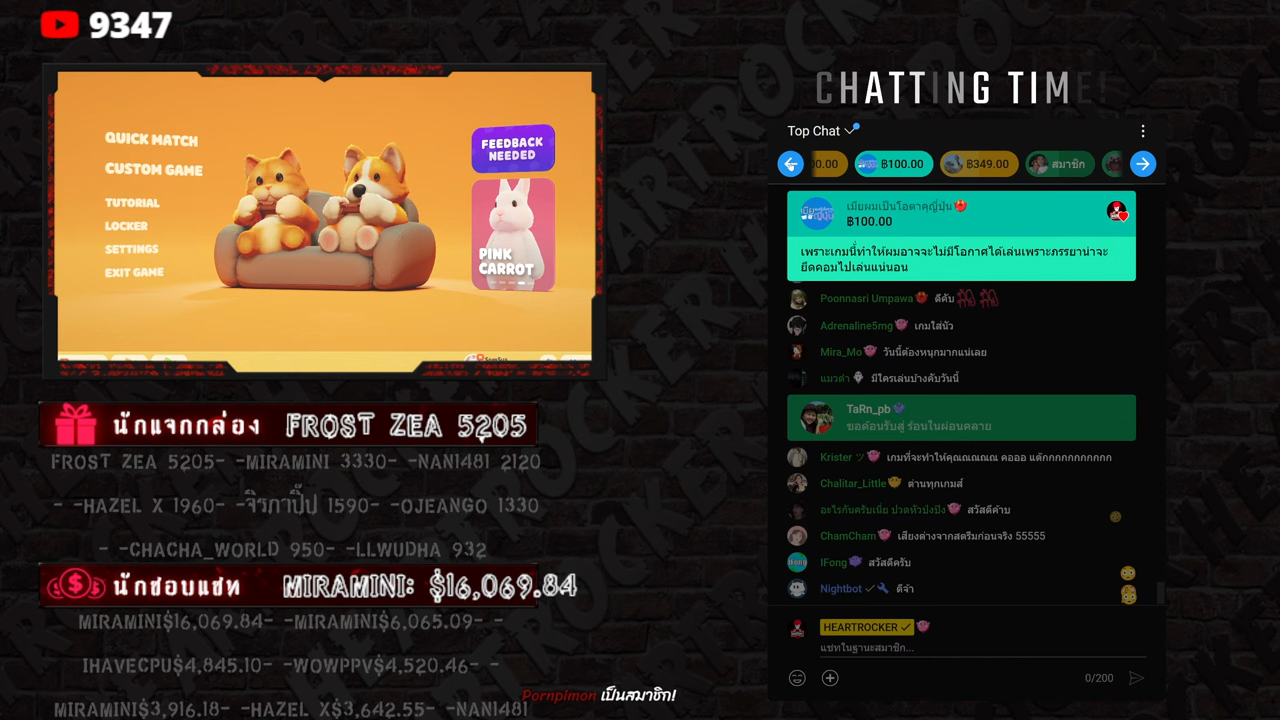 9347
QUICK MATCH
CUSTOM GAME
TUTORIAL
LOCKER
SETTINGS
EXIT GAME
FEEDBACK
NEEDED
PINK
CARROT
นักแจกกล่อง FROST ZEA 5205
FROST ZEA 5205- -MIRAMINI 3330- -NAN1481 2120
- -HAZEL X 1960- -จิรภาปิ๊ป 1590- -OJEANGO 1330
- -CHACHA_WORLD 950- -LLWUDHA 932
นักชอบแชท MIRAMINI: $16,069.84
MIRAMINI$16,069.84- -MIRAMINI$6,065.09- -
IHAVECPU$4,845.10- -WOWPPV$4,520.46- -
MIRAMINI$3,916.18- -HAZEL X$3,642.55- -NAN1481
Pornpimon เป็นสมาชิก!
CHATTING TIME!
Top Chat
00.00 ฿100.00 ฿349.00 สมาชิก
เมียผมเป็นโอตาคุญี่ปุ่น
฿100.00
เพราะเกมนี้ทำให้ผมอาจจะไม่มีโอกาศได้เล่นเพราะภรรยาน่าจะ
ยึดคอมไปเล่นแน่นอน
Poonnasri Umpawa ดีคับ
Adrenaline5mg เกมใส่นัว
Mira_Mo วันนี้ต้องหนุกมากแน่เลย
แมวดำ มีใครเล่นบ้างคับวันนี้
TaRn_pb
ขอต้อนรับสู่ ร่อนในผ่อนคลาย
Krister ツ เกมที่จะทำให้คุณณณณณ คอออ แต๊กกกกกกกกกก
Chalitar_Little ด่านทุกเกมส์
อะไรกันครับเนี่ย ปวดหัวปังปัง สวัสดีค้าบ
ChamCham เสียงต่างจากสตรีมก่อนจริง 55555
IFong สวัสดีครับ
Nightbot ดีจ้า
HEARTROCKER
แชทในฐานะสมาชิก...
0/200